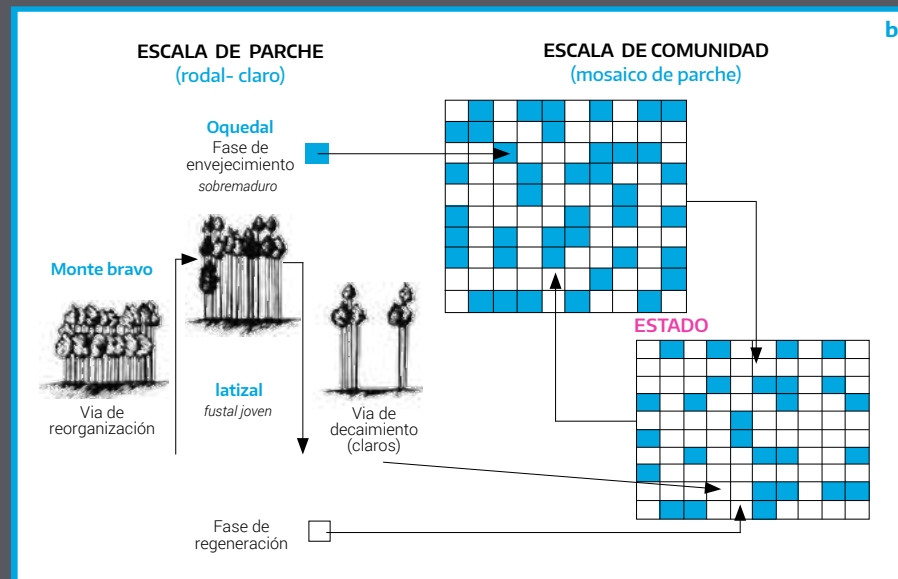 b
ESCALA DE PARCHE
(rodal- claro)
ESCALA DE COMUNIDAD
(mosaico de parche)
Oquedal
Fase de
envejecimiento
sobremaduro
Monte bravo
Via de
reorganización
latizal
fustal joven
Via de
decaimiento
(claros)
ESTADO
Fase de
regeneración